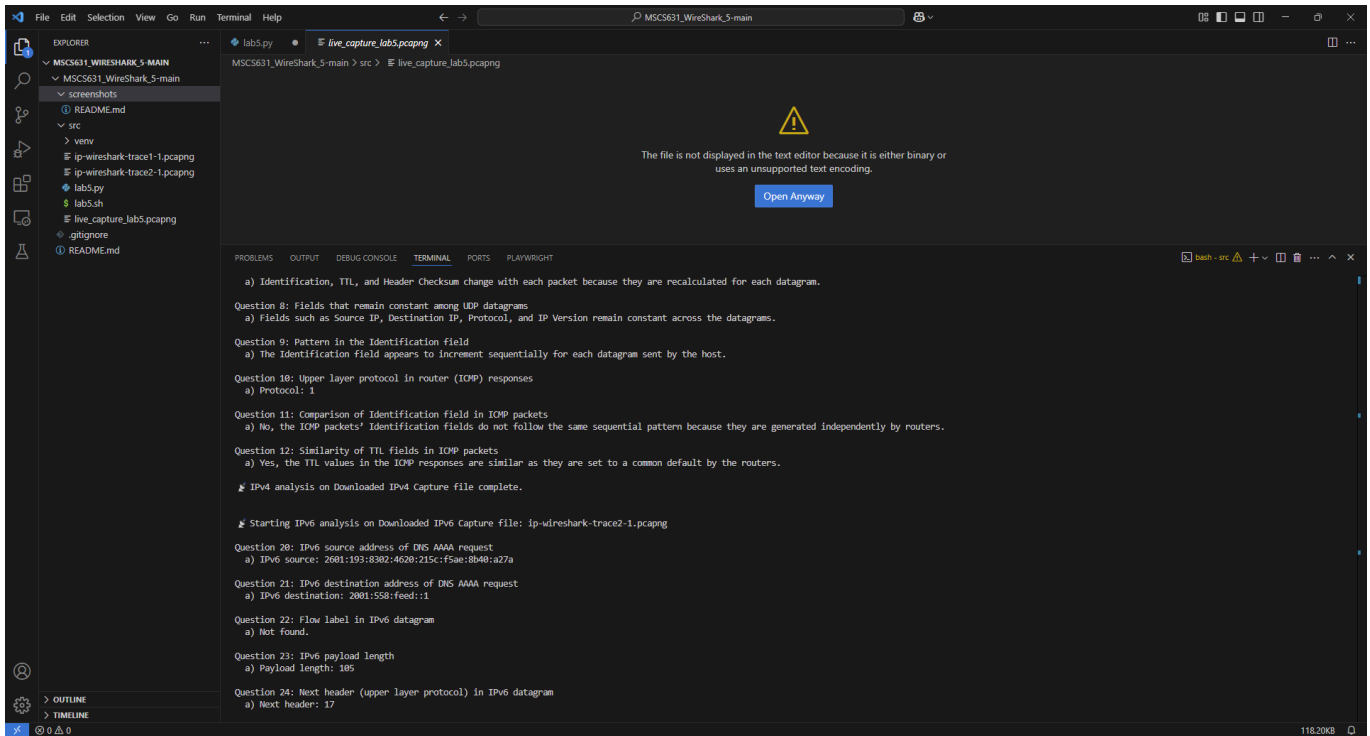 File Edit Selection View Go Run Terminal Help
MSCS631_WireShark_5-main
EXPLORER
MSCS631_WIRESHARK_5-MAIN
MSCS631_WireShark_5-main
screenshots
README.md
src
venv
ip-wireshark-trace1-1.pcapng
ip-wireshark-trace2-1.pcapng
lab5.py
$ lab5.sh
live_capture_lab5.pcapng
.gitignore
README.md
OUTLINE
TIMELINE
lab5.py
live_capture_lab5.pcapng
MSCS631_WireShark_5-main > src > live_capture_lab5.pcapng
The file is not displayed in the text editor because it is either binary or
uses an unsupported text encoding.
Open Anyway
PROBLEMS OUTPUT DEBUG CONSOLE TERMINAL PORTS PLAYWRIGHT
bash - src
a) Identification, TTL, and Header Checksum change with each packet because they are recalculated for each datagram.
Question 8: Fields that remain constant among UDP datagrams
a) Fields such as Source IP, Destination IP, Protocol, and IP Version remain constant across the datagrams.
Question 9: Pattern in the Identification field
a) The Identification field appears to increment sequentially for each datagram sent by the host.
Question 10: Upper layer protocol in router (ICMP) responses
a) Protocol: 1
Question 11: Comparison of Identification field in ICMP packets
a) No, the ICMP packets' Identification fields do not follow the same sequential pattern because they are generated independently by routers.
Question 12: Similarity of TTL fields in ICMP packets
a) Yes, the TTL values in the ICMP responses are similar as they are set to a common default by the routers.
IPv4 analysis on Downloaded IPv4 Capture file complete.
Starting IPv6 analysis on Downloaded IPv6 Capture file: ip-wireshark-trace2-1.pcapng
Question 20: IPv6 source address of DNS AAAA request
a) IPv6 source: 2601:193:8302:4620:215c:f5ae:8b40:a27a
Question 21: IPv6 destination address of DNS AAAA request
a) IPv6 destination: 2001:558:feed::1
Question 22: Flow label in IPv6 datagram
a) Not found.
Question 23: IPv6 payload length
a) Payload length: 105
Question 24: Next header (upper layer protocol) in IPv6 datagram
a) Next header: 17
0 0
118.20KB